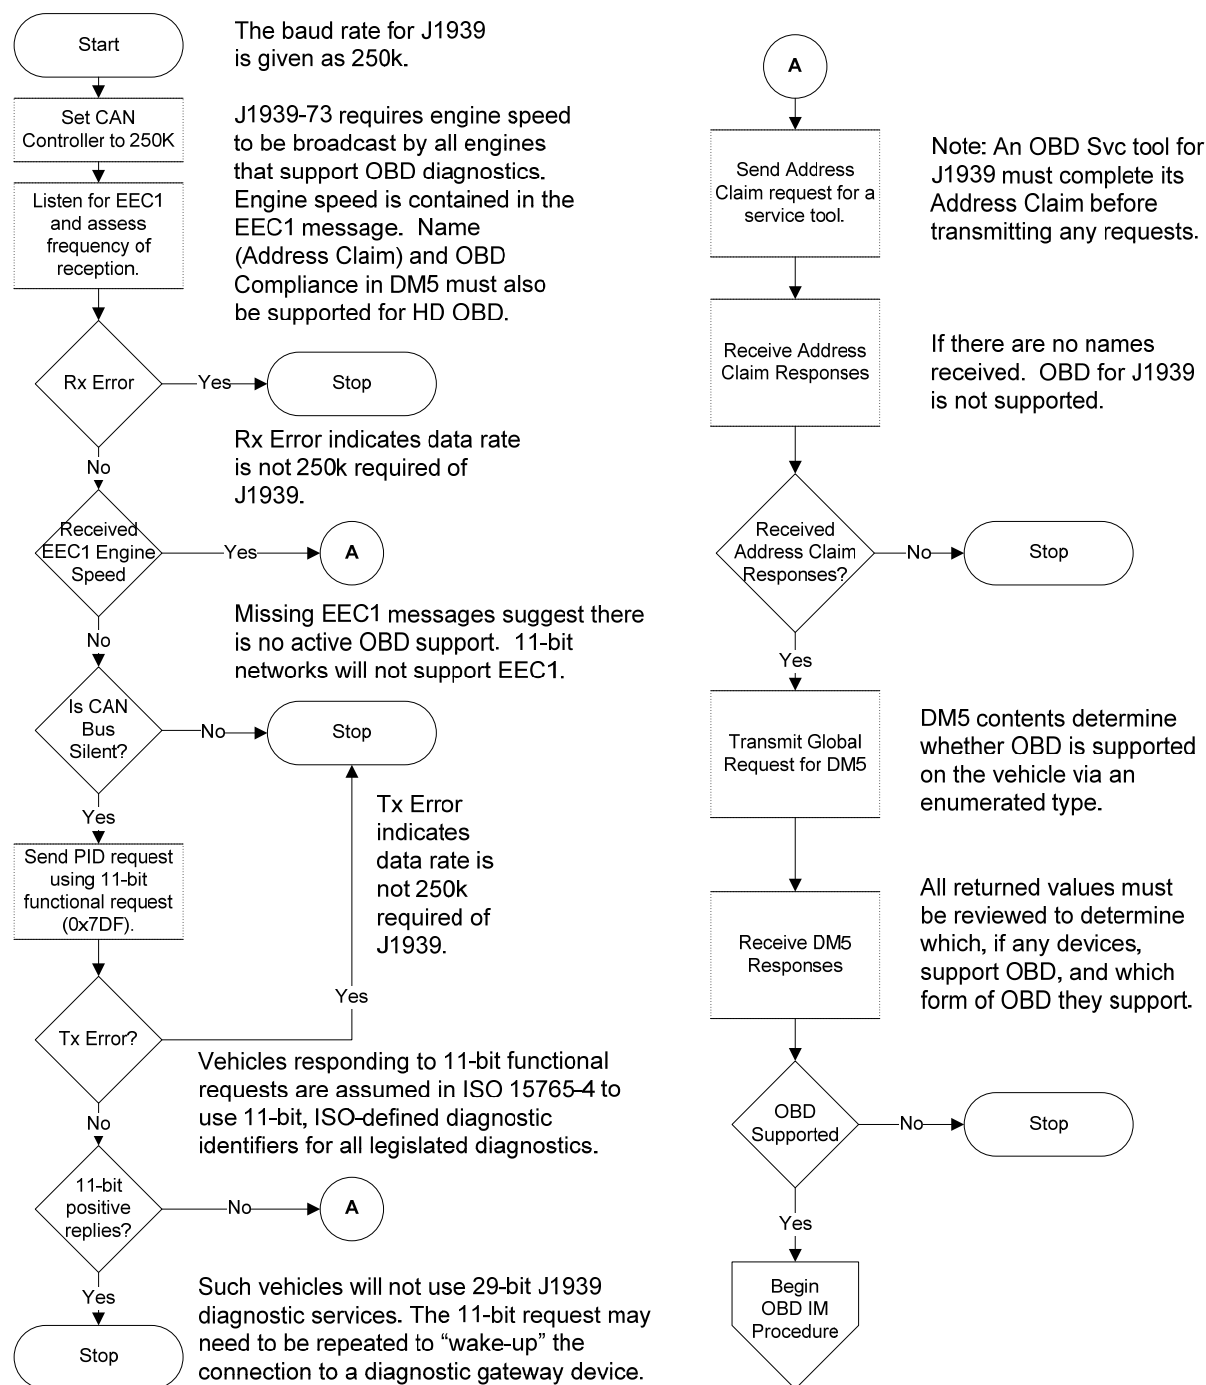 Start
The baud rate for J1939
is given as 250k.
Set CAN
Controller to 250K
J1939-73 requires engine speed
to be broadcast by all engines
that support OBD diagnostics.
Engine speed is contained in the
EEC1 message. Name
(Address Claim) and OBD
Compliance in DM5 must also
be supported for HD OBD.
Listen for EEC1
and assess
frequency of
reception.
Rx Error
Yes
Stop
Rx Error indicates data rate
is not 250k required of
J1939.
No
Received
EEC1 Engine
Speed
Yes
A
Missing EEC1 messages suggest there
is no active OBD support. 11-bit
networks will not support EEC1.
No
Is CAN
Bus
Silent?
No
Stop
Yes
Tx Error
indicates
data rate is
not 250k
required of
J1939.
Send PID request
using 11-bit
functional request
(0x7DF).
Yes
Tx Error?
Vehicles responding to 11-bit functional
requests are assumed in ISO 15765-4 to
use 11-bit, ISO-defined diagnostic
identifiers for all legislated diagnostics.
No
11-bit
positive
replies?
No
A
Yes
Such vehicles will not use 29-bit J1939
diagnostic services. The 11-bit request may
need to be repeated to “wake-up” the
connection to a diagnostic gateway device.
Stop
A
Send Address
Claim request for a
service tool.
Note: An OBD Svc tool for
J1939 must complete its
Address Claim before
transmitting any requests.
Receive Address
Claim Responses
If there are no names
received. OBD for J1939
is not supported.
Received
Address Claim
Responses?
No
Stop
Yes
Transmit Global
Request for DM5
DM5 contents determine
whether OBD is supported
on the vehicle via an
enumerated type.
Receive DM5
Responses
All returned values must
be reviewed to determine
which, if any devices,
support OBD, and which
form of OBD they support.
OBD
Supported
No
Stop
Yes
Begin
OBD IM
Procedure